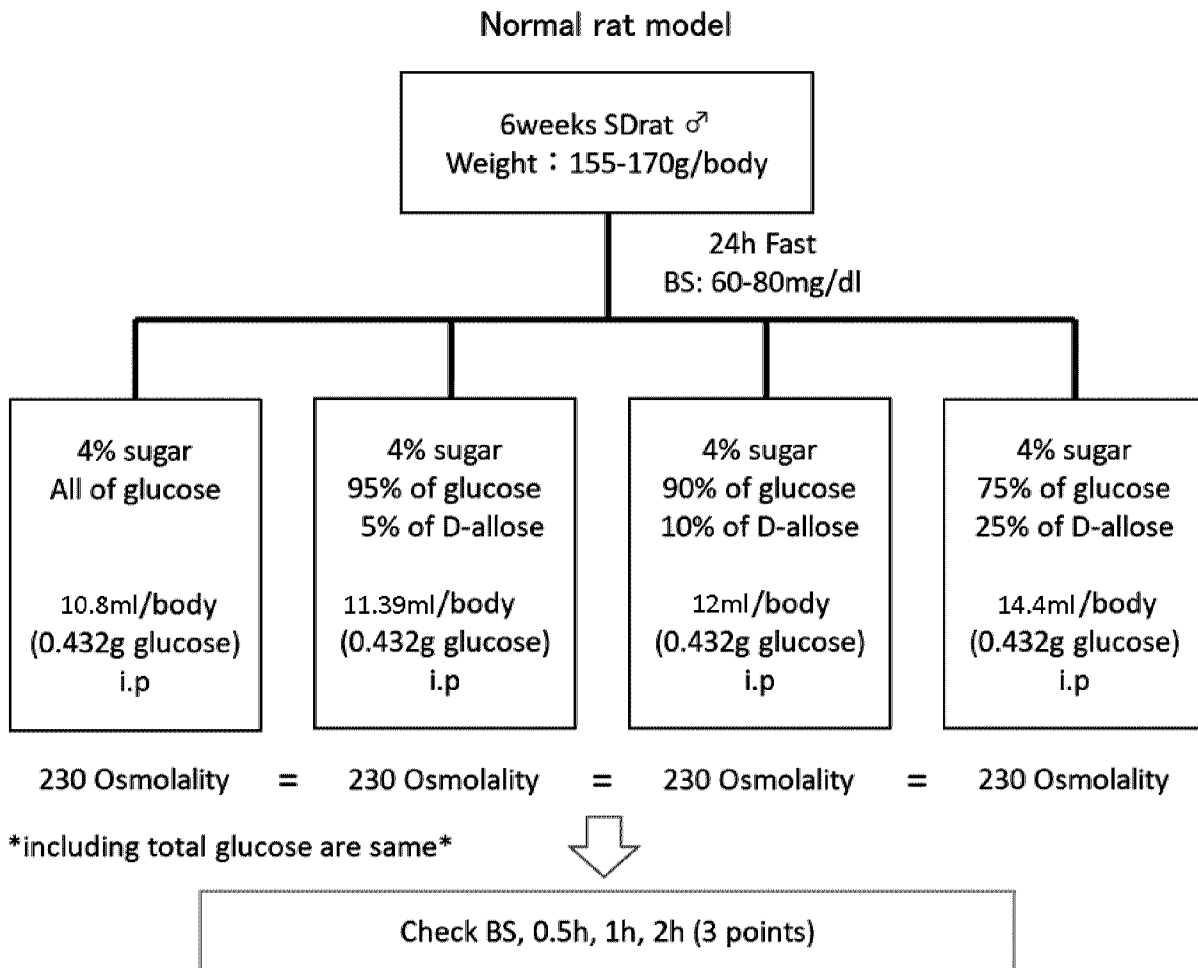 Normal rat model
6weeks SDrat ♂
Weight：155-170g/body
24h Fast
BS: 60-80mg/dl
4% sugar
All of glucose
10.8ml/body
(0.432g glucose)
i.p
4% sugar
95% of glucose
5% of D-allose
11.39ml/body
(0.432g glucose)
i.p
4% sugar
90% of glucose
10% of D-allose
12ml/body
(0.432g glucose)
i.p
4% sugar
75% of glucose
25% of D-allose
14.4ml/body
(0.432g glucose)
i.p
230 Osmolality = 230 Osmolality = 230 Osmolality = 230 Osmolality
*including total glucose are same*
Check BS, 0.5h, 1h, 2h (3 points)